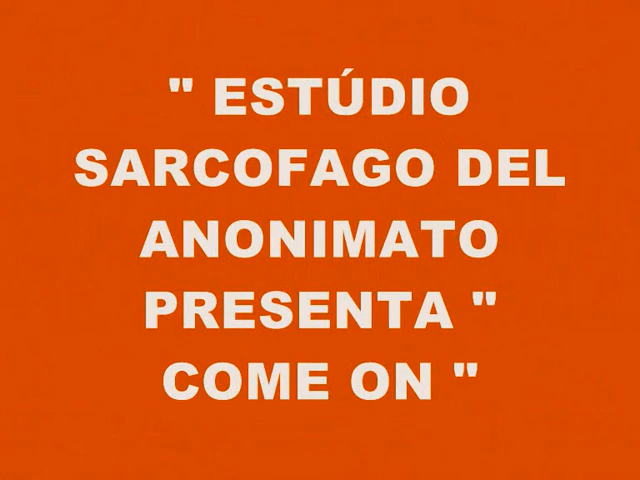 " ESTÚDIO
SARCOFAGO DEL
ANONIMATO
PRESENTA "
COME ON "